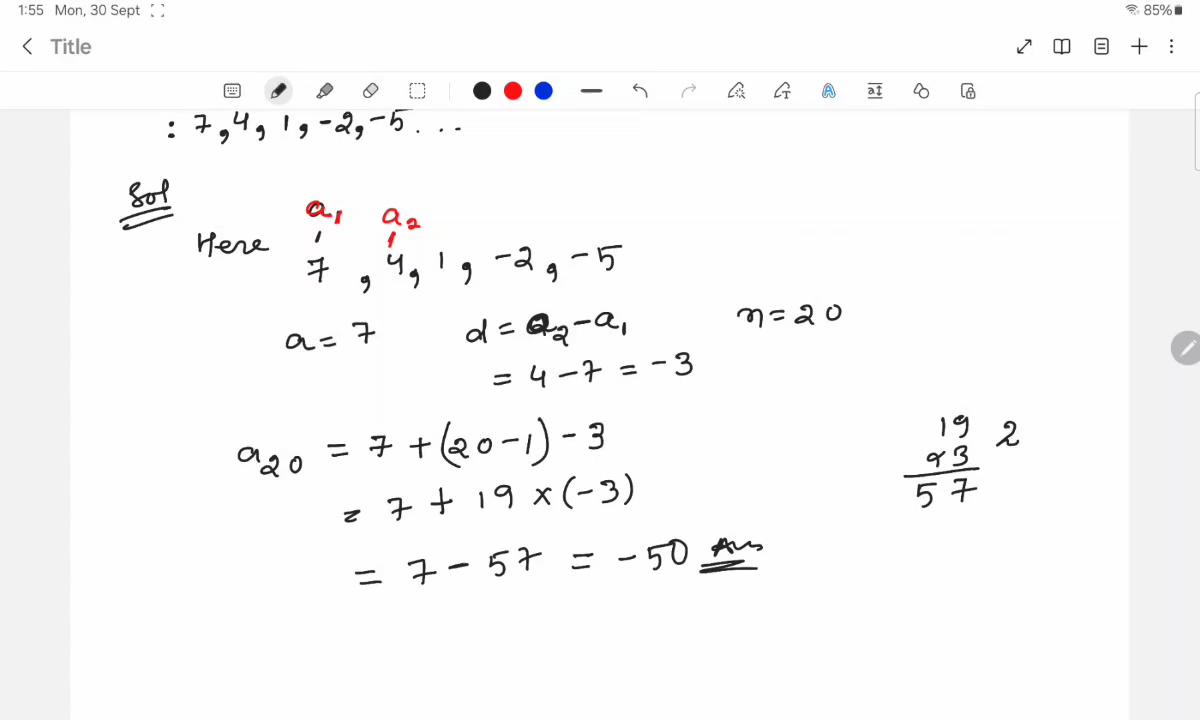 1:55 Mon, 30 Sept
85%
Title
: 7, 4, 1, -2, -5. ...
Sol
a1 a2
Here 7, 4, 1, -2, -5
a = 7 d = a2 - a1 n = 20
= 4 - 7 = -3
a20 = 7 + (20 - 1) - 3
= 7 + 19 x (-3)
= 7 - 57 = -50 Ans
19 2
x3
57